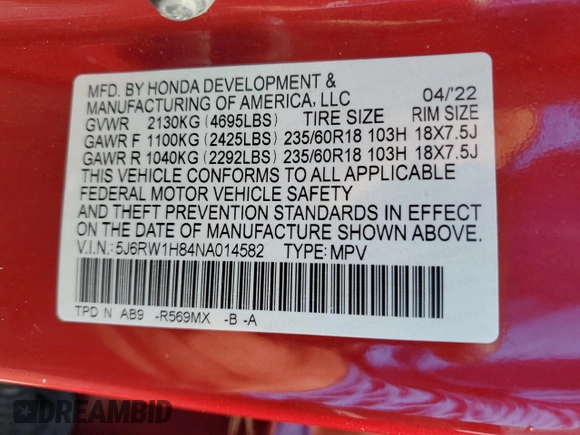 MFD. BY HONDA DEVELOPMENT &
MANUFACTURING OF AMERICA, LLC 04/'22
GVWR 2130KG (4695LBS) TIRE SIZE RIM SIZE
GAWR F 1100KG (2425LBS) 235/60R18 103H 18X7.5J
GAWR R 1040KG (2292LBS) 235/60R18 103H 18X7.5J
THIS VEHICLE CONFORMS TO ALL APPLICABLE
FEDERAL MOTOR VEHICLE SAFETY
AND THEFT PREVENTION STANDARDS IN EFFECT
ON THE DATE OF MANUFACTURE SHOWN ABOVE.
V.I.N.: 5J6RW1H84NA014582 TYPE: MPV
TPD N AB9 -R569MX -B -A
DREAMBID